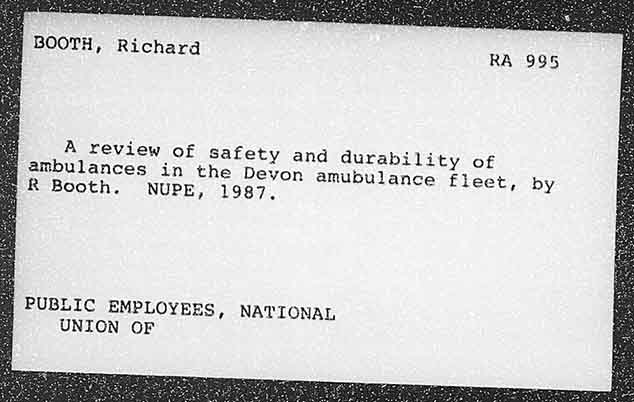 BOOTH, Richard
RA 995
A review of safety and durability of
ambulances in the Devon amubulance fleet, by
R Booth. NUPE, 1987.
PUBLIC EMPLOYEES, NATIONAL
UNION OF